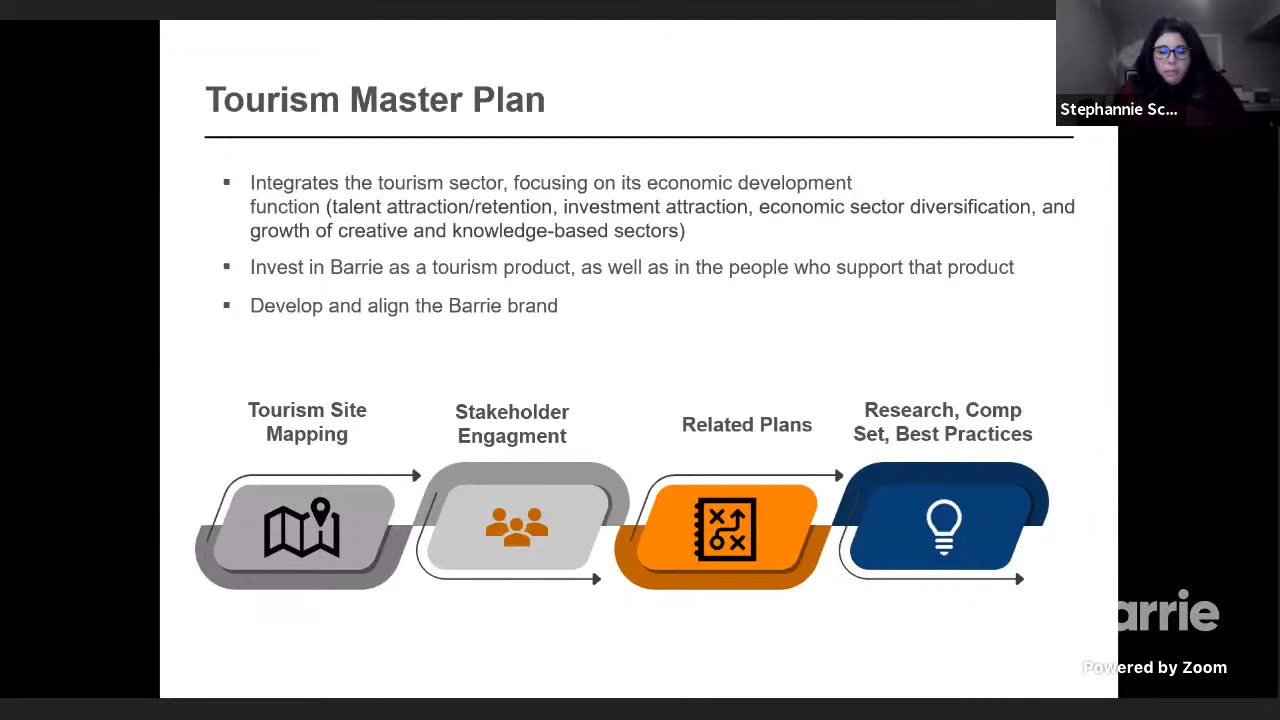 Tourism Master Plan
Stephannie Sc...
▪ Integrates the tourism sector, focusing on its economic development
function (talent attraction/retention, investment attraction, economic sector diversification, and
growth of creative and knowledge-based sectors)
▪ Invest in Barrie as a tourism product, as well as in the people who support that product
▪ Develop and align the Barrie brand
Tourism Site
Mapping
Stakeholder
Engagment
Related Plans
Research, Comp
Set, Best Practices
arrie
Powered by Zoom